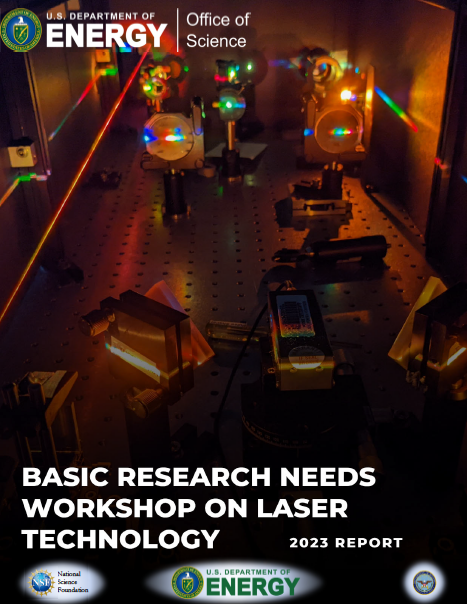 U.S. DEPARTMENT OF
ENERGY
Office of
Science
BASIC RESEARCH NEEDS
WORKSHOP ON LASER
TECHNOLOGY
2023 REPORT
NSF
National
Science
Foundation
U.S. DEPARTMENT OF
ENERGY